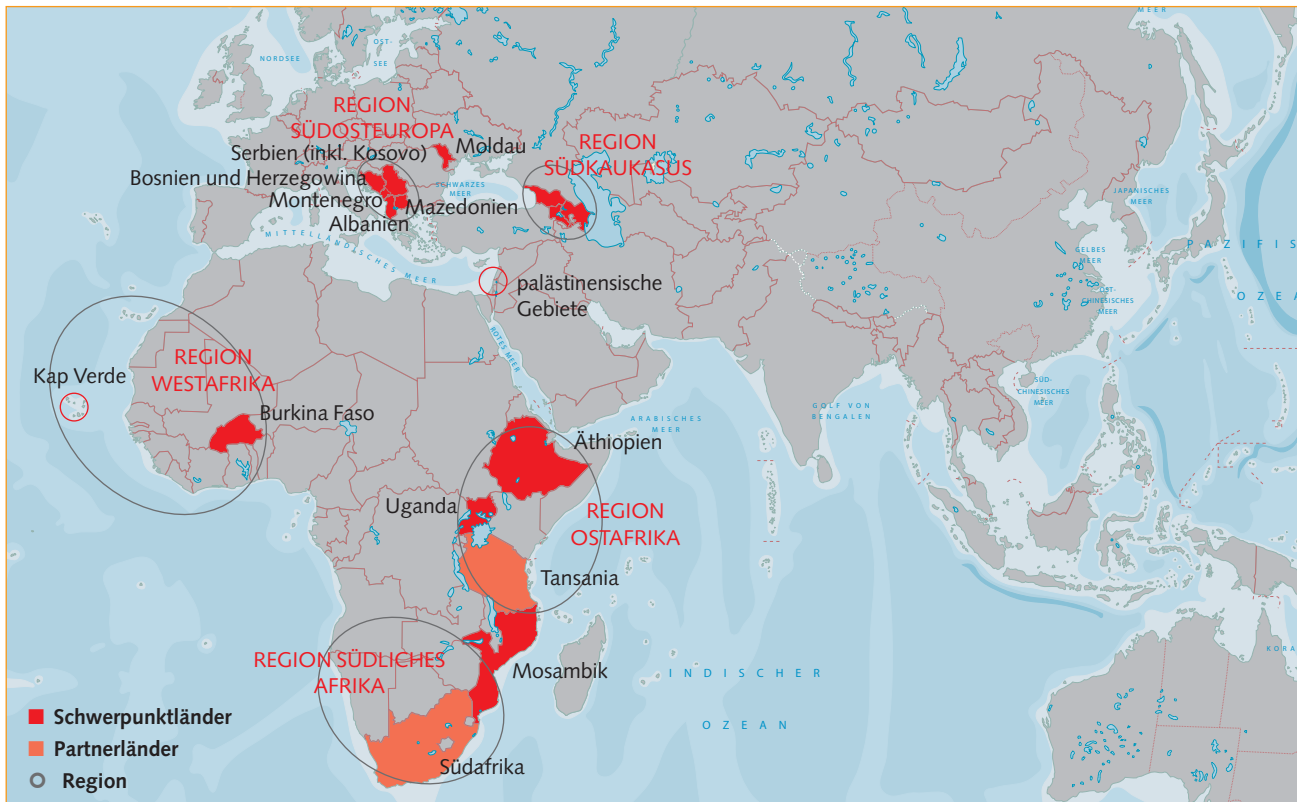 MEER
NORDSEE
OST-
SEE
REGION
SÜDOSTEUROPA
Serbien (inkl. Kosovo)
Moldau
Bosnien und Herzegowina
Montenegro
Mazedonien
Albanien
SCHWARZES
MEER
REGION
SÜDKAUKASUS
MITTELLÄNDISCHES MEER
palästinensische
Gebiete
ROTES MEER
JAPANISCHES
MEER
GELBES
MEER
OST-
CHINESISCHES
MEER
PAZIFIS
OZEA
SÜD-
CHINESISCHES
MEER
GOLF VON
BENGALEN
ARABISCHES
MEER
REGION
WESTAFRIKA
Kap Verde
Burkina Faso
Äthiopien
Uganda
REGION
OSTAFRIKA
Tansania
REGION SÜDLICHES
AFRIKA
Mosambik
Südafrika
INDISCHER
OZEAN
KORA
Schwerpunktländer
Partnerländer
Region